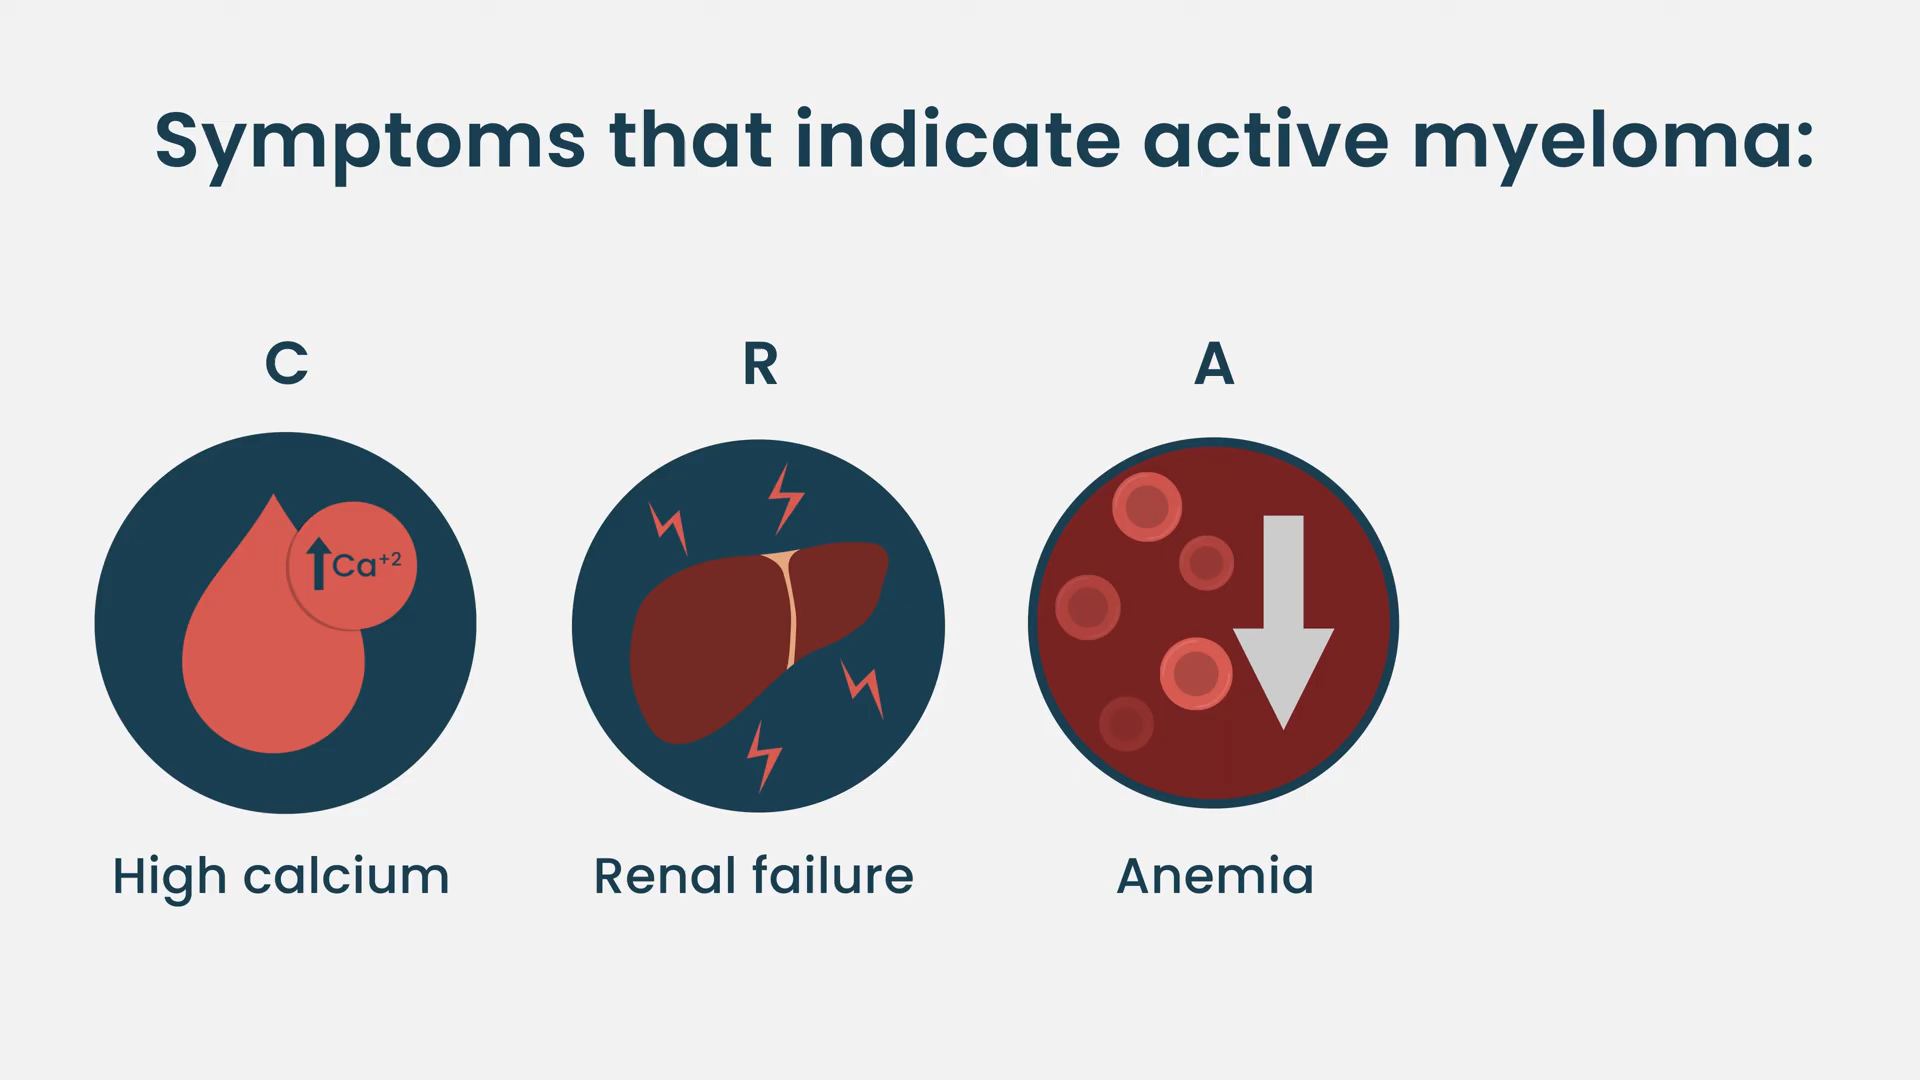 Symptoms that indicate active myeloma:
C
R
A
Ca+2
High calcium
Renal failure
Anemia